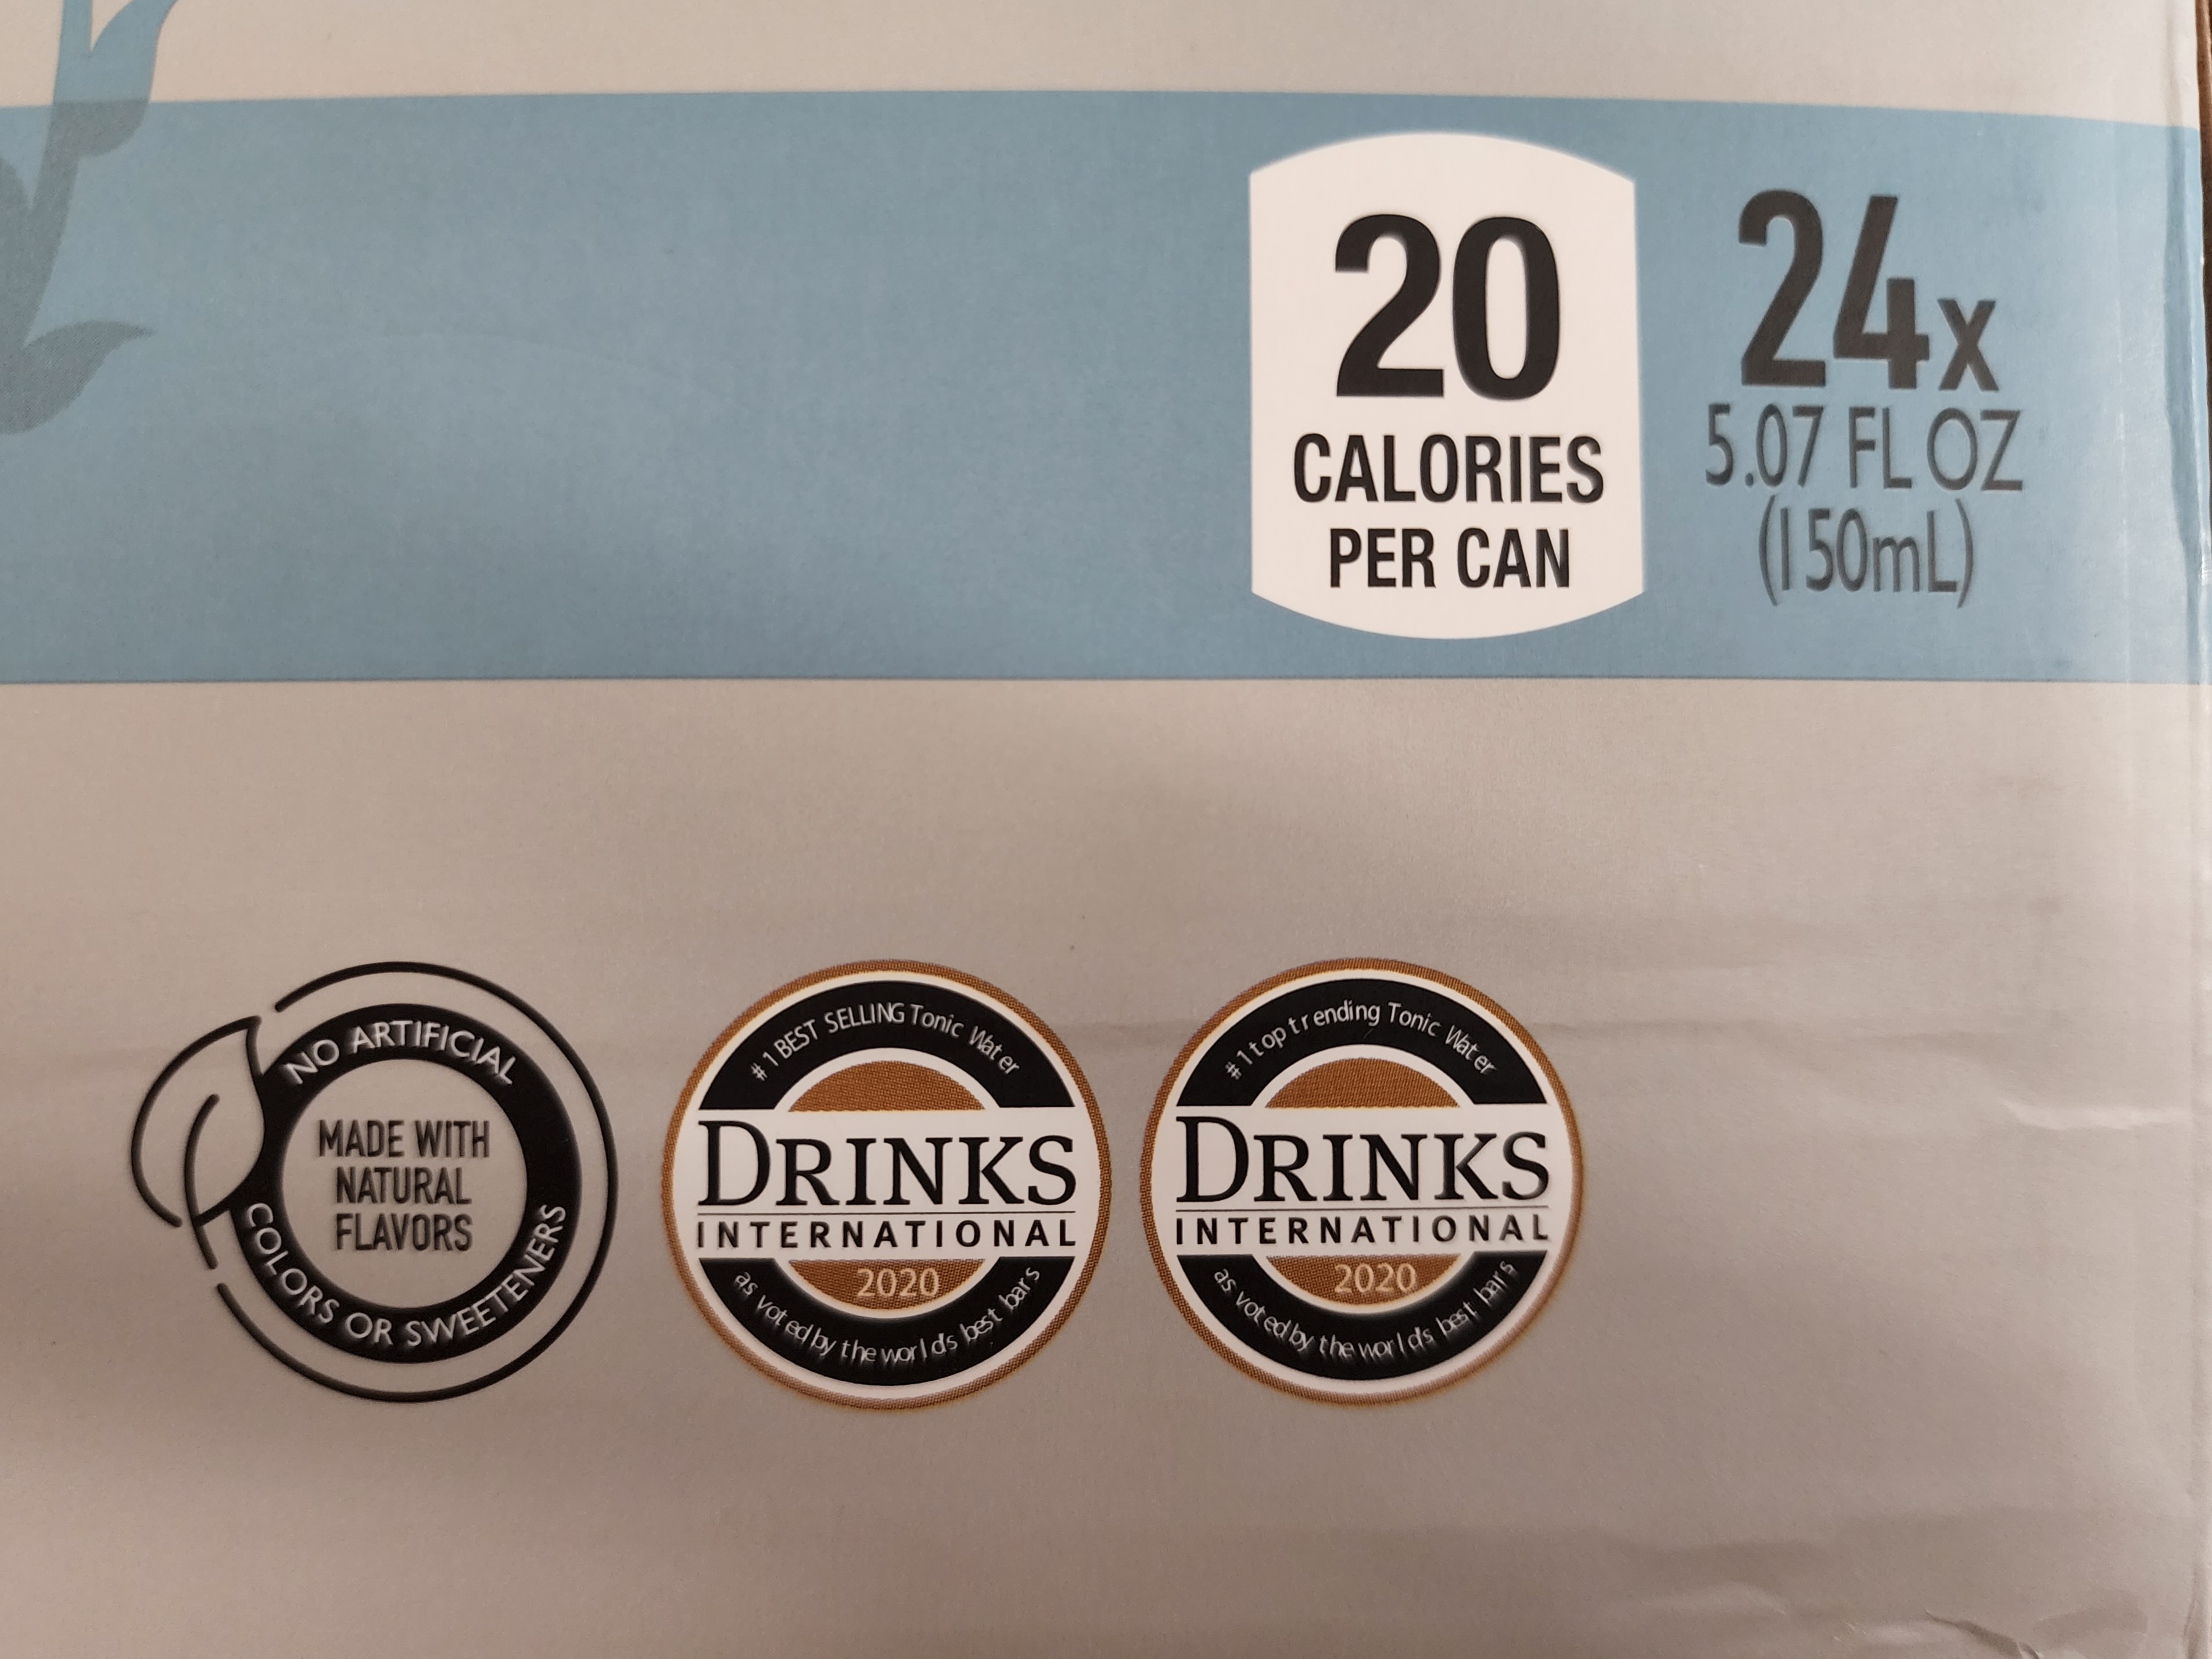 20
CALORIES
PER CAN
24x
5.07 FL OZ
(150mL)
NO ARTIFICIAL
MADE WITH
NATURAL
FLAVORS
COLORS OR SWEETENERS
#1 BEST SELLING Tonic Water
DRINKS
INTERNATIONAL
2020
as voted by the world's best bars
#1 top trending Tonic Water
DRINKS
INTERNATIONAL
2020
as voted by the world's best bars